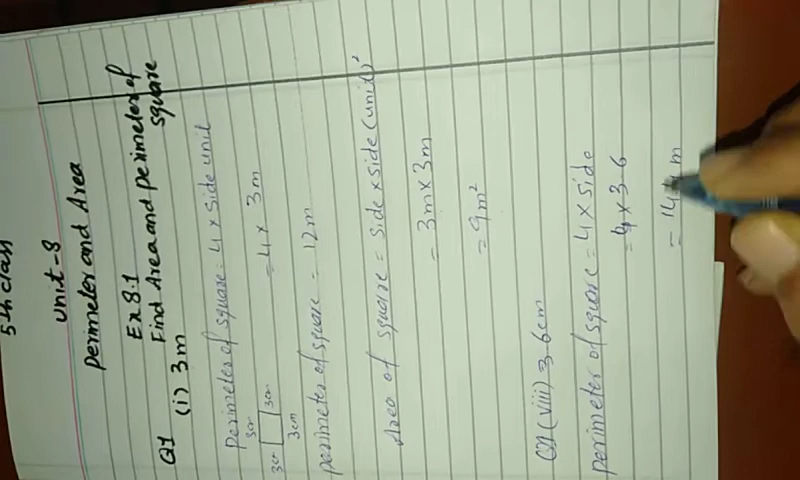 5th class
Unit-8
Perimeter and Area
Ex 8.1
Find Area and Perimeter of square
Q1 (i) 3m
Perimeter of square = 4 × Side unit
3cm 3cm 3cm 3cm
= 4 × 3m
Perimeter of square = 12m
Area of square = Side × Side (unit)²
= 3m × 3m
= 9m²
Q1 (viii) 3.6cm
Perimeter of square = 4 × Side
= 4 × 3.6
= 14 m